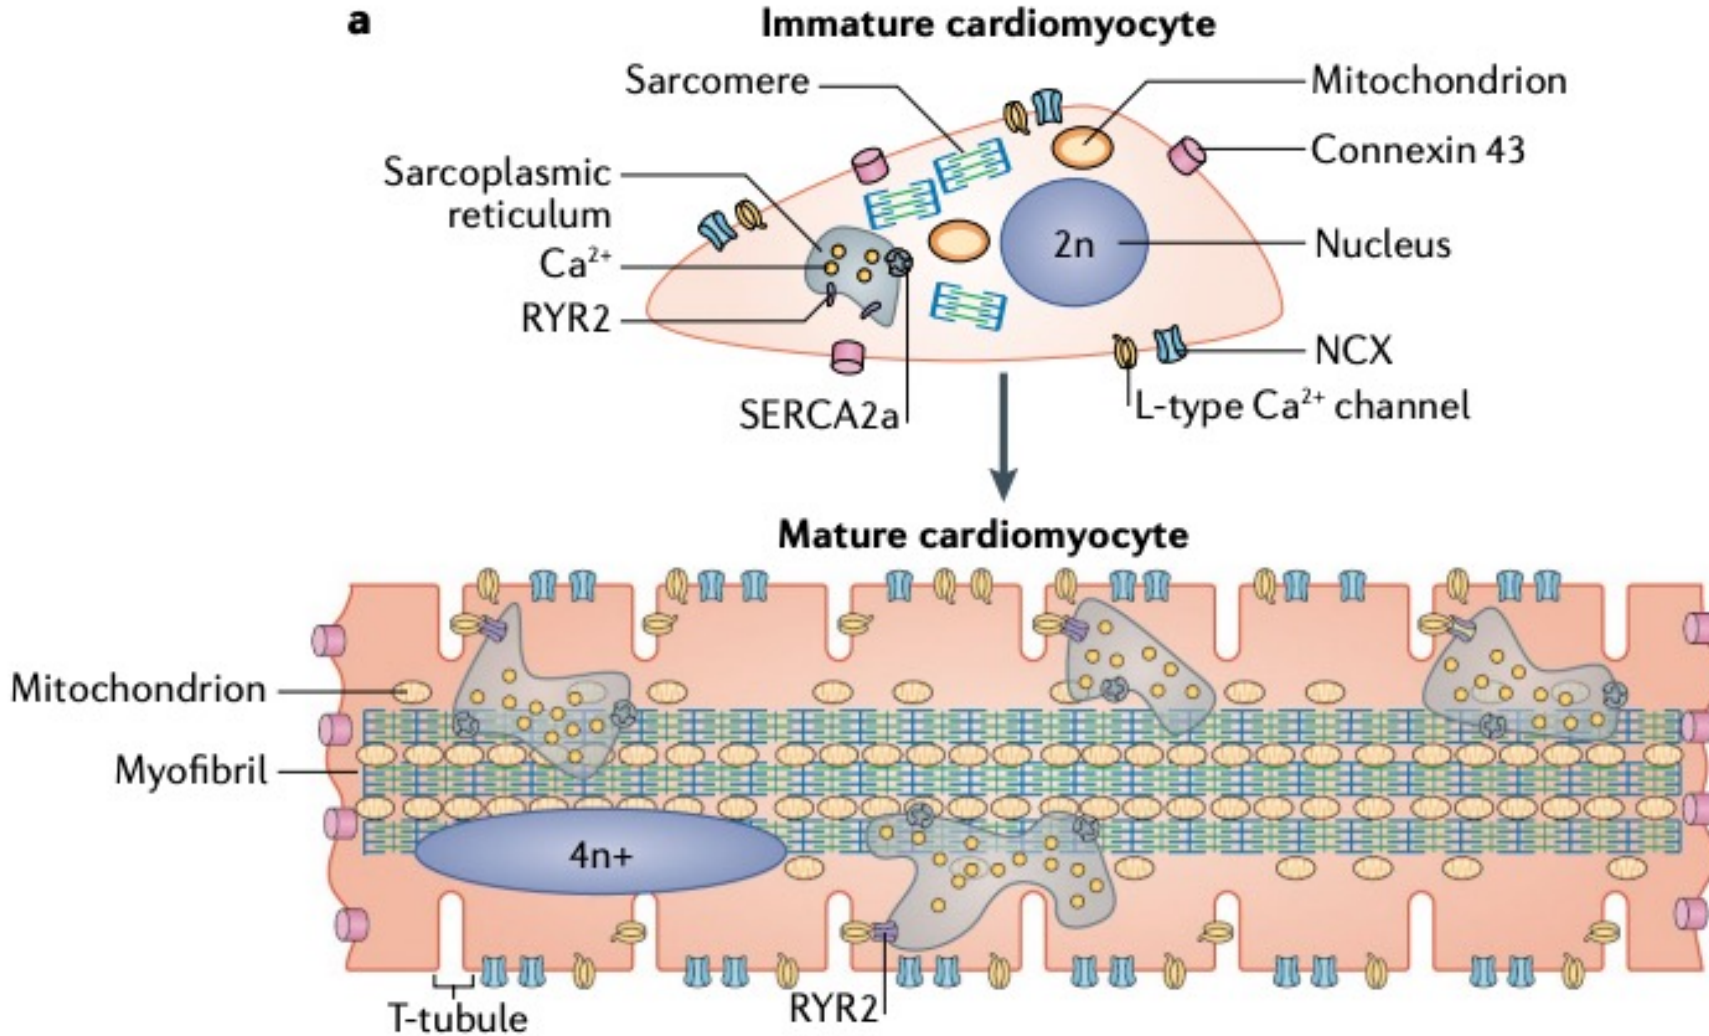 a
Immature cardiomyocyte
Sarcomere
Mitochondrion
Connexin 43
Sarcoplasmic
reticulum
2n
Nucleus
Ca²⁺
RYR2
NCX
SERCA2a
L-type Ca²⁺ channel
Mature cardiomyocyte
Mitochondrion
Myofibril
4n+
T-tubule
RYR2